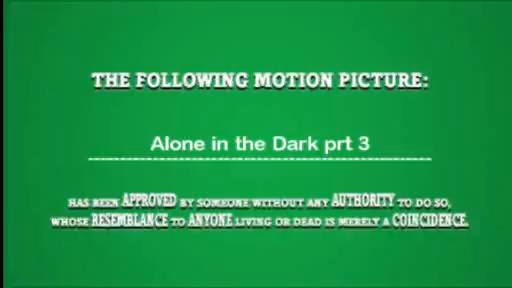 THE FOLLOWING MOTION PICTURE:
Alone in the Dark prt 3
HAS BEEN APPROVED BY SOMEONE WITHOUT ANY AUTHORITY TO DO SO,
WHOSE RESEMBLANCE TO ANYONE LIVING OR DEAD IS MERELY A COINCIDENCE.